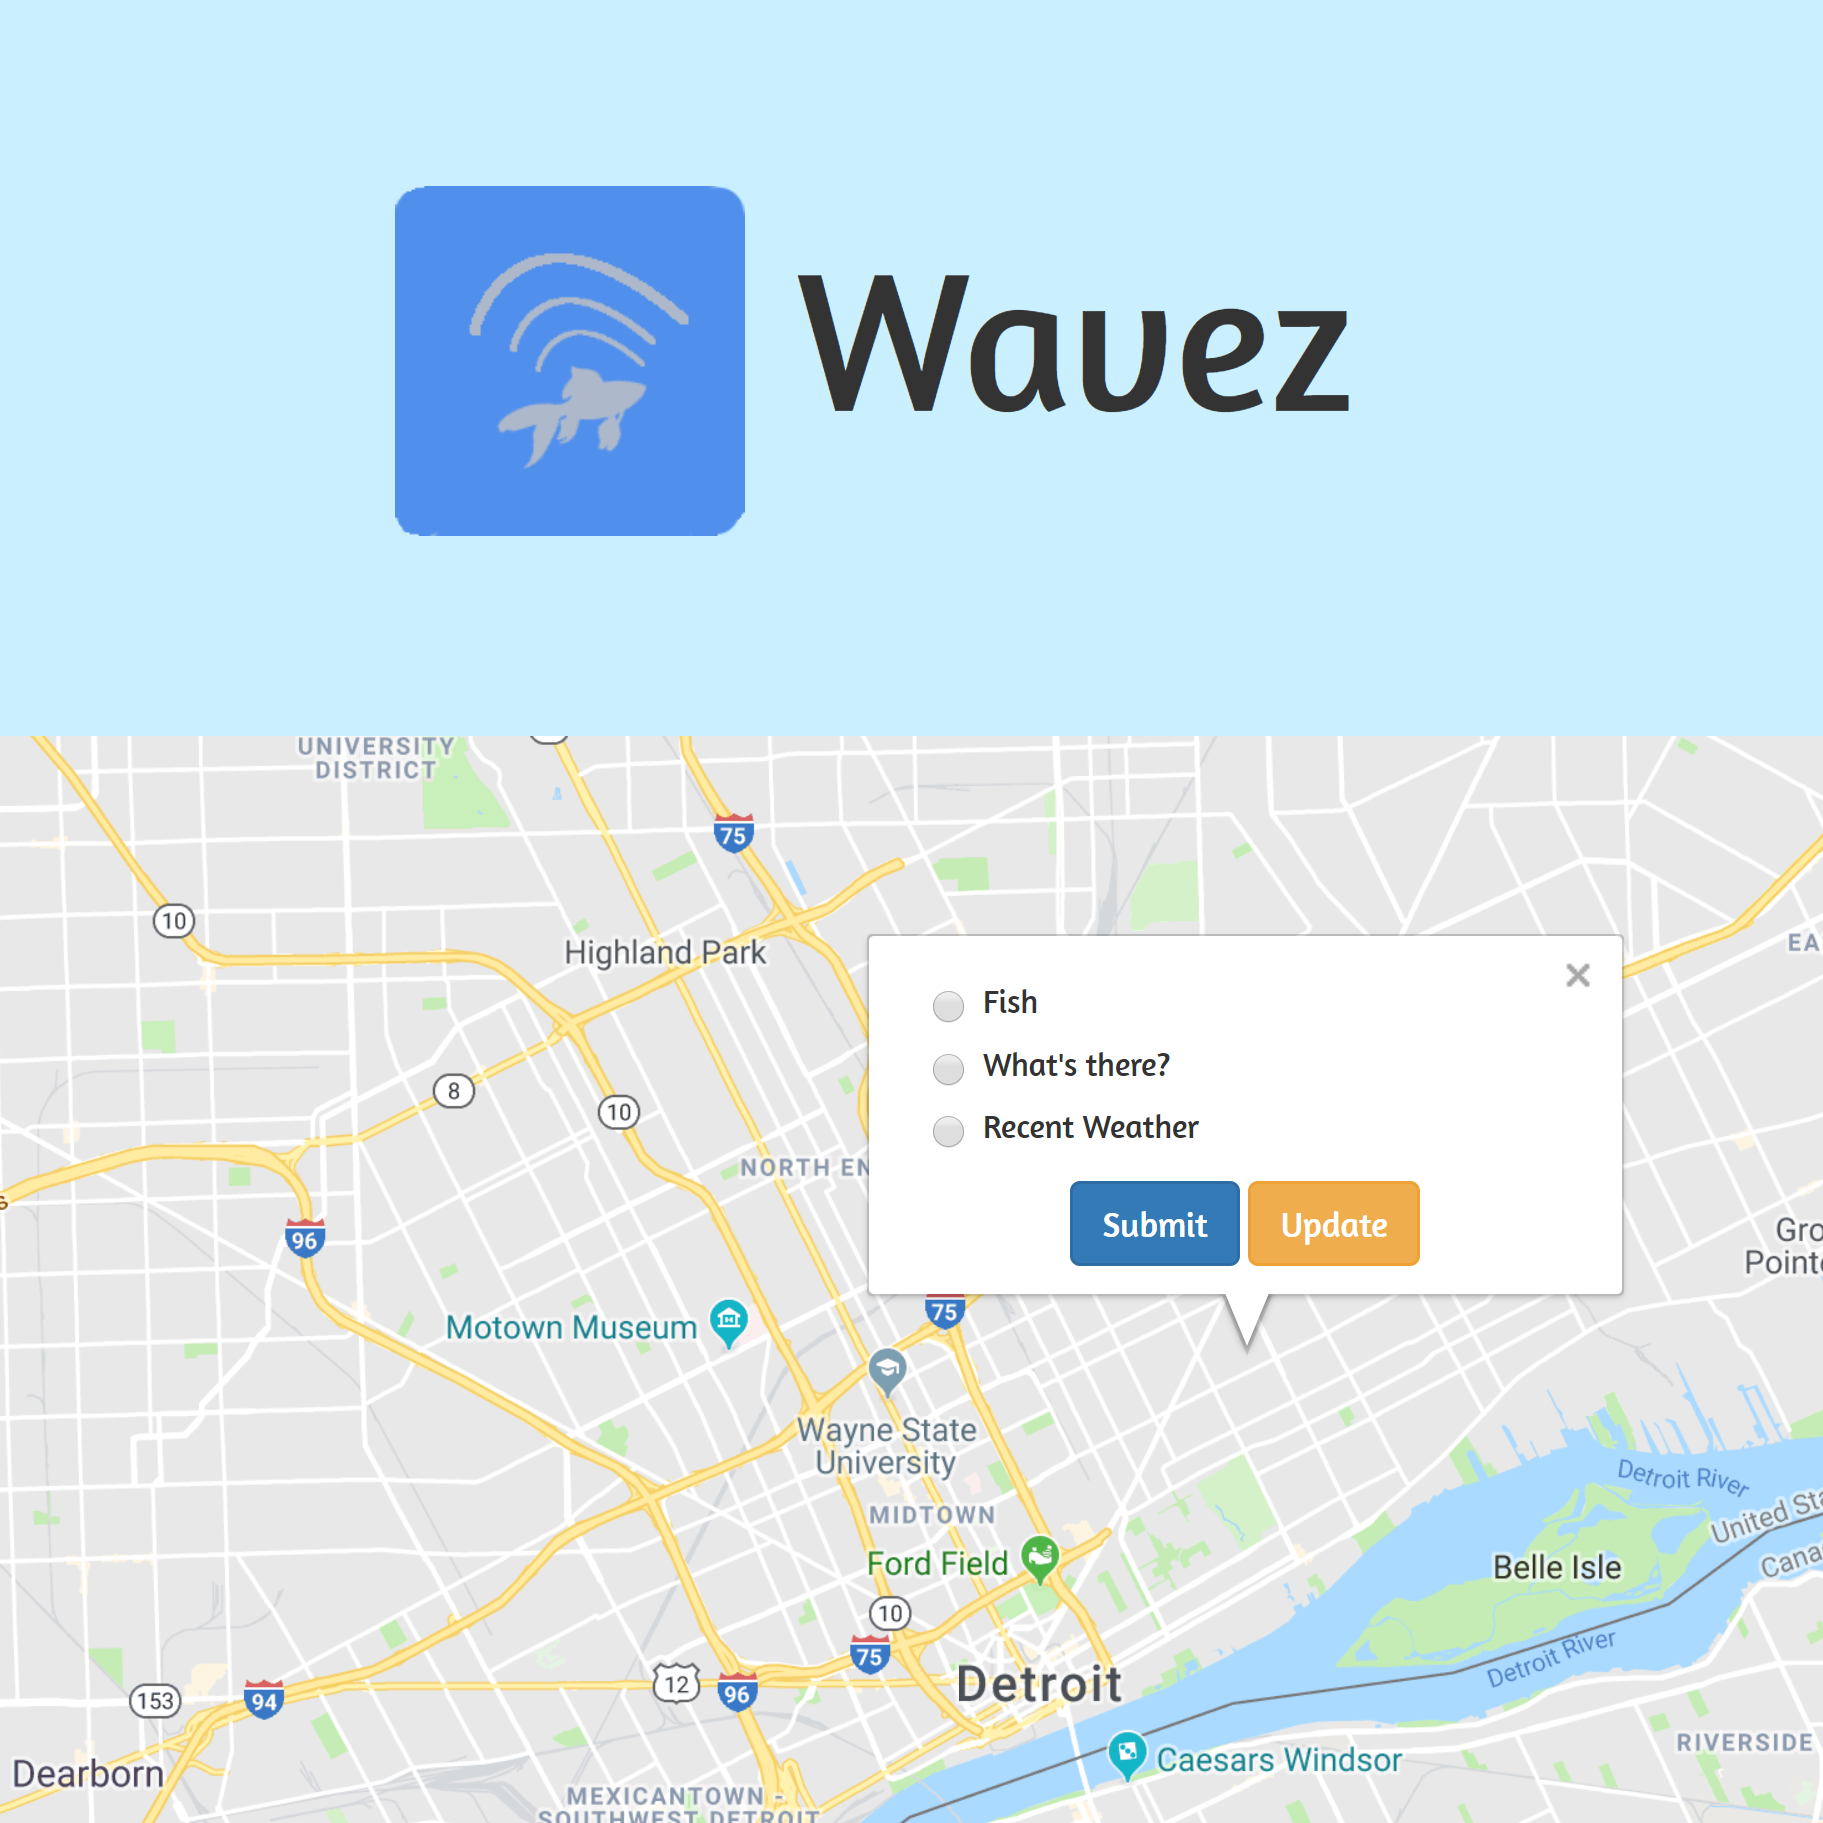 Wavez
UNIVERSITY
DISTRICT
75
10
Highland Park
EA
Fish
What's there?
Recent Weather
8
10
NORTH EN
Submit
Update
96
Gro
Pointe
75
Motown Museum
Wayne State
University
Detroit River
MIDTOWN
United Sta
Ford Field
Belle Isle
Cana
10
Detroit River
75
12
96
Detroit
153
94
RIVERSIDE
Caesars Windsor
Dearborn
MEXICANTOWN -
SOUTHWEST DETROIT